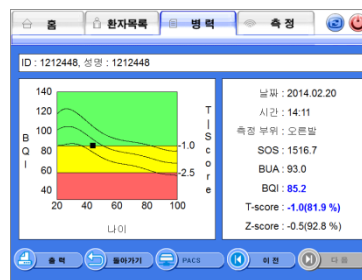 홈 환자목록 병 력 측 정
ID : 1212448, 성명 : 1212448
140
120
100
80
60
40
BQI
T|Score
-1.0
-2.5
20 40 60 80 100
나이
날짜 : 2014.02.20
시간 : 14:11
측정 부위 : 오른발
SOS : 1516.7
BUA : 93.0
BQI : 85.2
T-score : -1.0(81.9 %)
Z-score : -0.5(92.8 %)
출 력 돌아가기 PACS 이 전 다 음